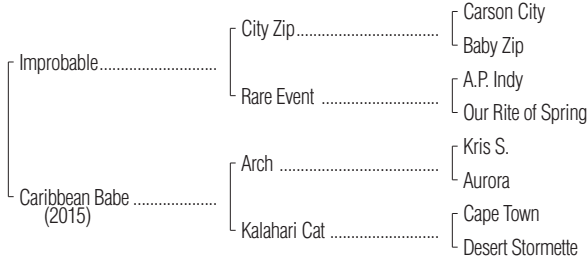 Carson City
City Zip
Baby Zip
Improbable
A.P. Indy
Rare Event
Our Rite of Spring
Kris S.
Arch
Aurora
Caribbean Babe
(2015)
Cape Town
Kalahari Cat
Desert Stormette